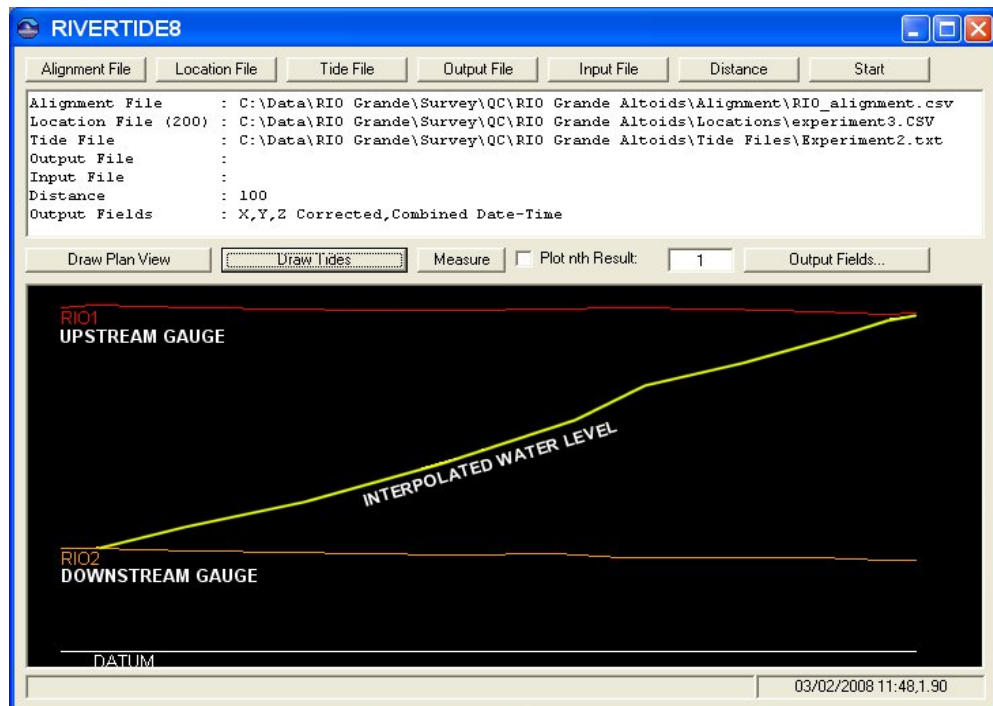 RIVERTIDE8
Alignment File Location File Tide File Output File Input File Distance Start
Alignment File : C:\Data\RIO Grande\Survey\QC\RIO Grande Altoids\Alignment\RIO_alignment.csv
Location File (200) : C:\Data\RIO Grande\Survey\QC\RIO Grande Altoids\Locations\experiment3.CSV
Tide File : C:\Data\RIO Grande\Survey\QC\RIO Grande Altoids\Tide Files\Experiment2.txt
Output File :
Input File :
Distance : 100
Output Fields : X,Y,Z Corrected,Combined Date-Time
Draw Plan View Draw Tides Measure Plot nth Result: 1 Output Fields...
RIO1
UPSTREAM GAUGE
INTERPOLATED WATER LEVEL
RIO2
DOWNSTREAM GAUGE
DATUM
03/02/2008 11:48,1.90